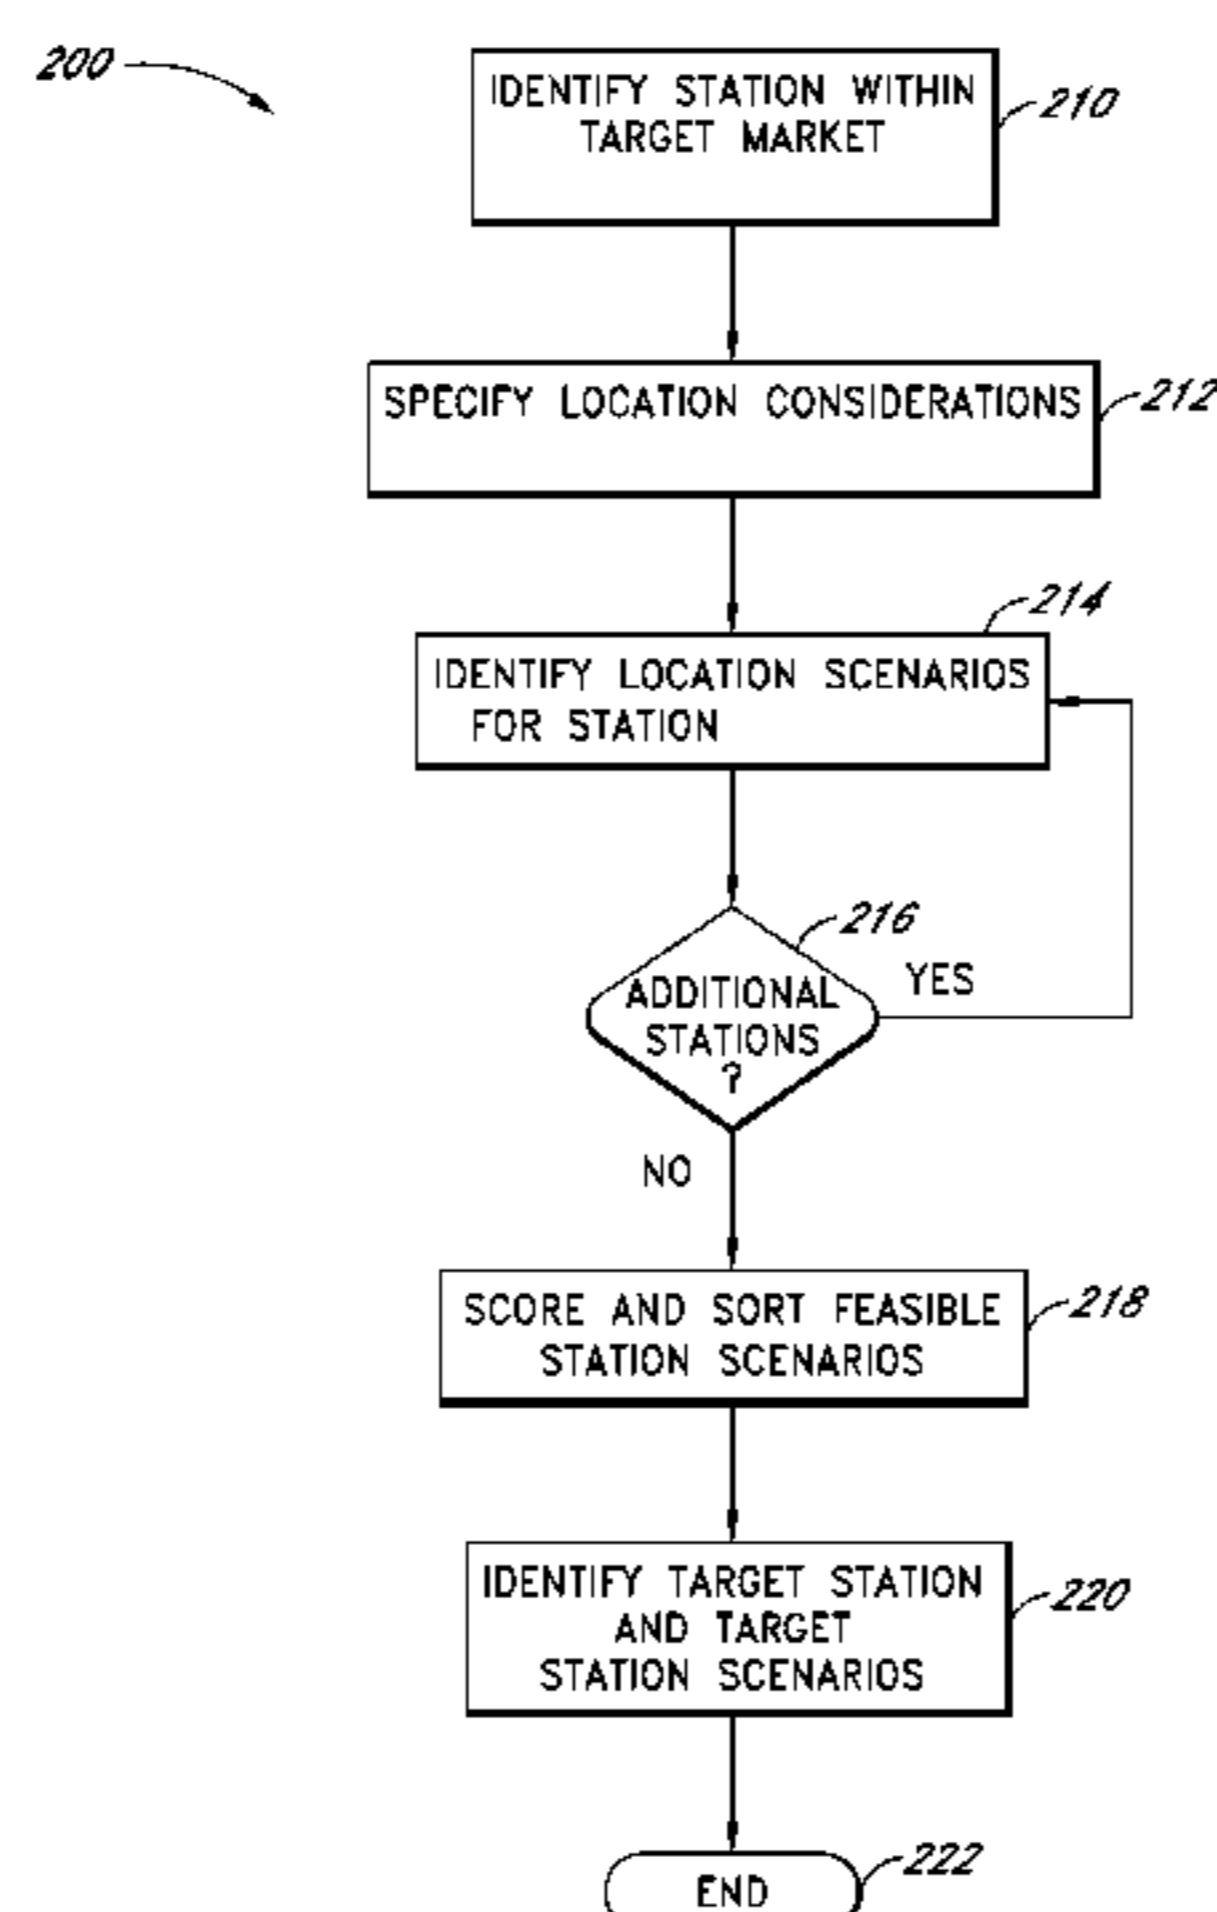 200
IDENTIFY STATION WITHIN
TARGET MARKET
210
SPECIFY LOCATION CONSIDERATIONS
212
214
IDENTIFY LOCATION SCENARIOS
FOR STATION
216
ADDITIONAL
STATIONS
?
YES
NO
SCORE AND SORT FEASIBLE
STATION SCENARIOS
218
IDENTIFY TARGET STATION
AND TARGET
STATION SCENARIOS
220
END
222